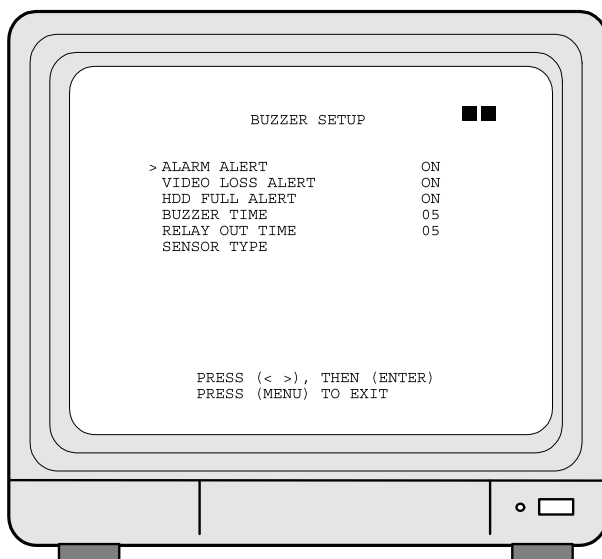 BUZZER SETUP
> ALARM ALERT ON
VIDEO LOSS ALERT ON
HDD FULL ALERT ON
BUZZER TIME 05
RELAY OUT TIME 05
SENSOR TYPE
PRESS (< >), THEN (ENTER)
PRESS (MENU) TO EXIT